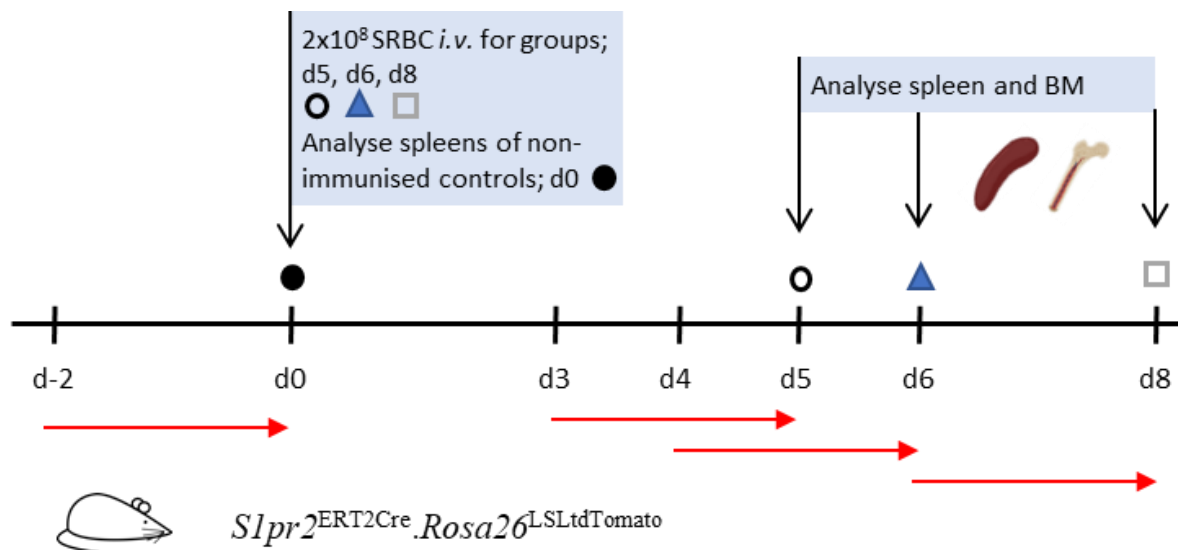 2x10⁸ SRBC i.v. for groups;
d5, d6, d8
Analyse spleens of non-
immunised controls; d0
Analyse spleen and BM
d-2 d0 d3 d4 d5 d6 d8
S1pr2ERT2Cre.Rosa26LSLtdTomato